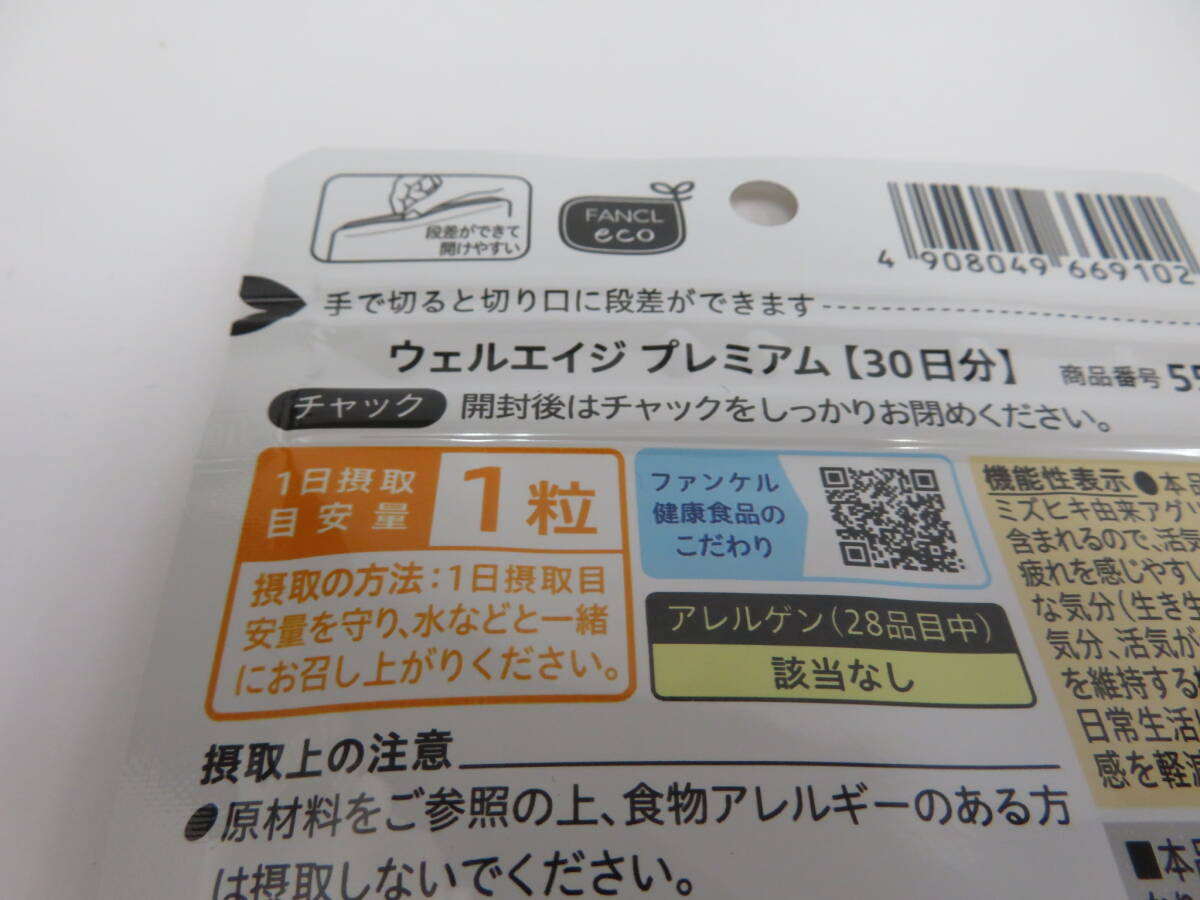 段差ができて
開けやすい
FANCL
eco
4 908049 669102
手で切ると切り口に段差ができます
ウェルエイジ プレミアム【30日分】 商品番号 55
チャック 開封後はチャックをしっかりお閉めください。
1日摂取
目安量
1粒
摂取の方法:1日摂取目
安量を守り、水などと一緒
にお召し上がりください。
ファンケル
健康食品の
こだわり
アレルゲン(28品目中)
該当なし
機能性表示 ●本品
ミズヒキ由来アグリ
含まれるので、活気
疲れを感じやすい
な気分(生き生
気分、活気が
を維持する
日常生活
感を軽減
摂取上の注意
●原材料をご参照の上、食物アレルギーのある方
は摂取しないでください。
■本品